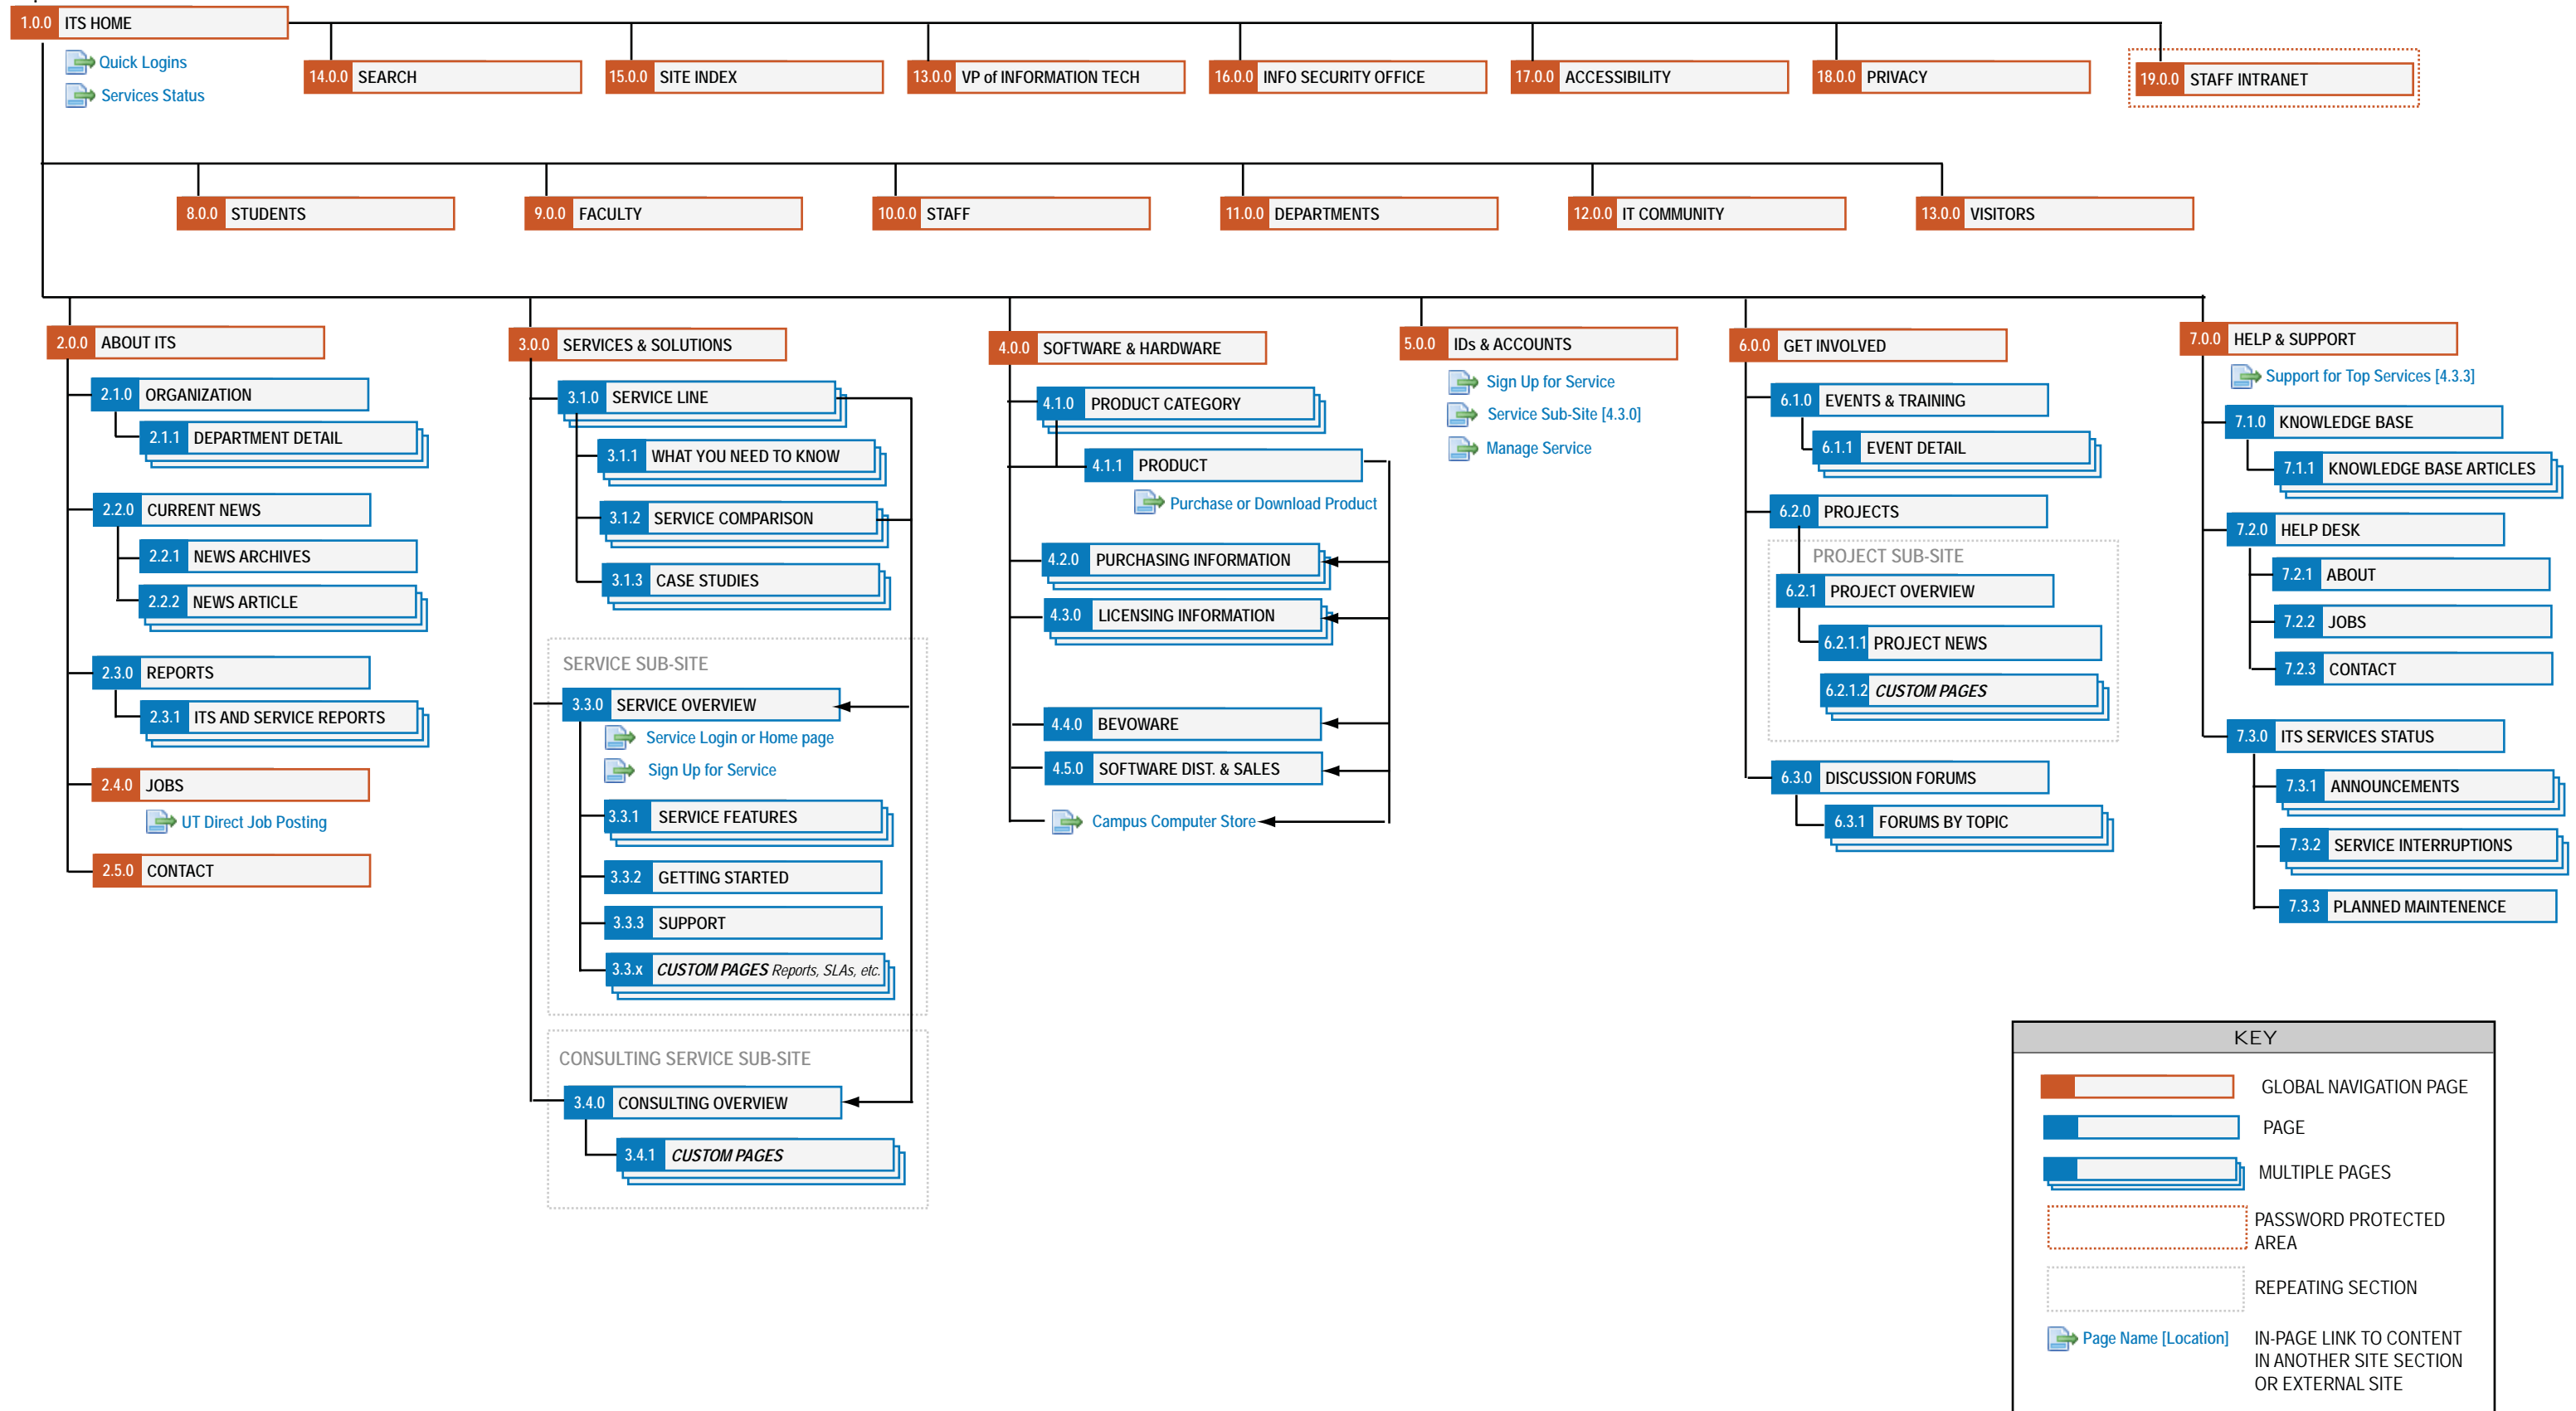 1.0.0 ITS HOME
Quick Logins
Services Status
14.0.0 SEARCH
15.0.0 SITE INDEX
13.0.0 VP of INFORMATION TECH
16.0.0 INFO SECURITY OFFICE
17.0.0 ACCESSIBILITY
18.0.0 PRIVACY
19.0.0 STAFF INTRANET
8.0.0 STUDENTS
9.0.0 FACULTY
10.0.0 STAFF
11.0.0 DEPARTMENTS
12.0.0 IT COMMUNITY
13.0.0 VISITORS
2.0.0 ABOUT ITS
2.1.0 ORGANIZATION
2.1.1 DEPARTMENT DETAIL
2.2.0 CURRENT NEWS
2.2.1 NEWS ARCHIVES
2.2.2 NEWS ARTICLE
2.3.0 REPORTS
2.3.1 ITS AND SERVICE REPORTS
2.4.0 JOBS
UT Direct Job Posting
2.5.0 CONTACT
3.0.0 SERVICES & SOLUTIONS
3.1.0 SERVICE LINE
3.1.1 WHAT YOU NEED TO KNOW
3.1.2 SERVICE COMPARISON
3.1.3 CASE STUDIES
SERVICE SUB-SITE
3.3.0 SERVICE OVERVIEW
Service Login or Home page
Sign Up for Service
3.3.1 SERVICE FEATURES
3.3.2 GETTING STARTED
3.3.3 SUPPORT
3.3.x CUSTOM PAGES Reports, SLAs, etc.
CONSULTING SERVICE SUB-SITE
3.4.0 CONSULTING OVERVIEW
3.4.1 CUSTOM PAGES
4.0.0 SOFTWARE & HARDWARE
4.1.0 PRODUCT CATEGORY
4.1.1 PRODUCT
Purchase or Download Product
4.2.0 PURCHASING INFORMATION
4.3.0 LICENSING INFORMATION
4.4.0 BEVOWARE
4.5.0 SOFTWARE DIST. & SALES
Campus Computer Store
5.0.0 IDs & ACCOUNTS
Sign Up for Service
Service Sub-Site [4.3.0]
Manage Service
6.0.0 GET INVOLVED
6.1.0 EVENTS & TRAINING
6.1.1 EVENT DETAIL
6.2.0 PROJECTS
PROJECT SUB-SITE
6.2.1 PROJECT OVERVIEW
6.2.1.1 PROJECT NEWS
6.2.1.2 CUSTOM PAGES
6.3.0 DISCUSSION FORUMS
6.3.1 FORUMS BY TOPIC
7.0.0 HELP & SUPPORT
Support for Top Services [4.3.3]
7.1.0 KNOWLEDGE BASE
7.1.1 KNOWLEDGE BASE ARTICLES
7.2.0 HELP DESK
7.2.1 ABOUT
7.2.2 JOBS
7.2.3 CONTACT
7.3.0 ITS SERVICES STATUS
7.3.1 ANNOUNCEMENTS
7.3.2 SERVICE INTERRUPTIONS
7.3.3 PLANNED MAINTENENCE
KEY
GLOBAL NAVIGATION PAGE
PAGE
MULTIPLE PAGES
PASSWORD PROTECTED
AREA
REPEATING SECTION
Page Name [Location]
IN-PAGE LINK TO CONTENT
IN ANOTHER SITE SECTION
OR EXTERNAL SITE